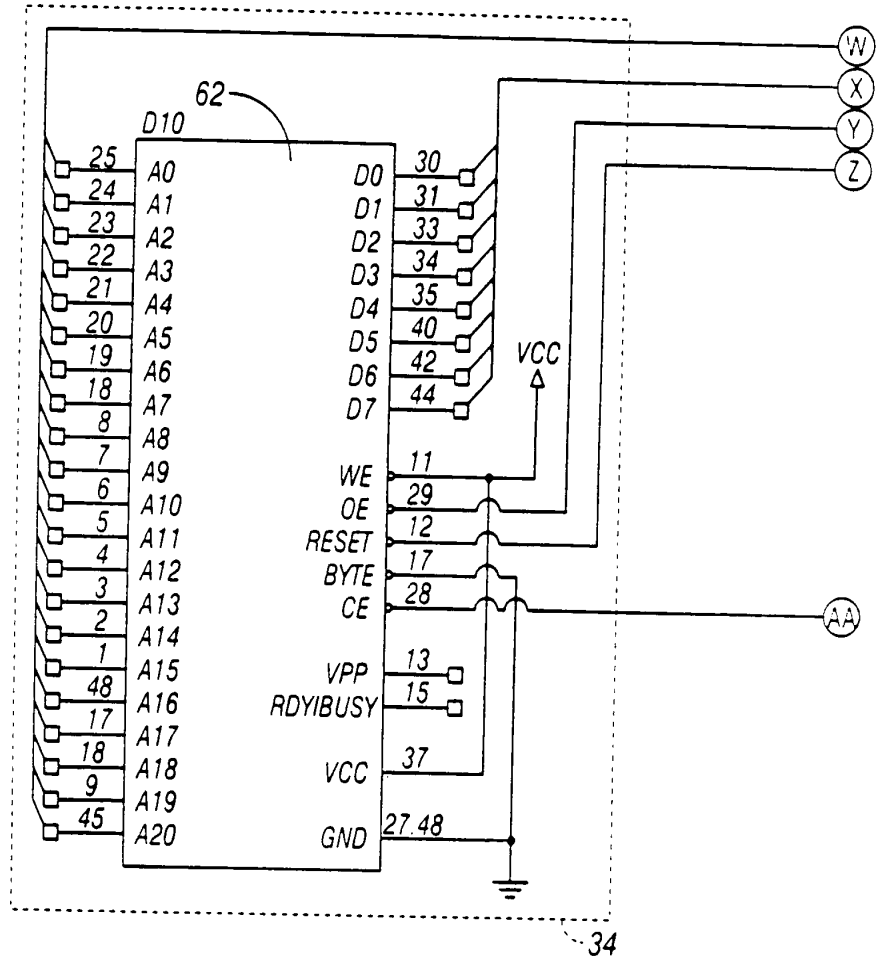 W
X
62
Y
D10
Z
25 A0 D0 30
24 A1 D1 31
23 A2 D2 33
22 A3 D3 34
21 A4 D4 35
20 A5 D5 40
19 A6 D6 42
18 A7 D7 44
VCC
8 A8
7 A9 WE 11
6 A10 OE 29
5 A11 RESET 12
4 A12 BYTE 17
3 A13 CE 28
AA
2 A14
1 A15 VPP 13
48 A16 RDYIBUSY 15
17 A17
18 A18 VCC 37
9 A19
45 A20 GND 27.48
34